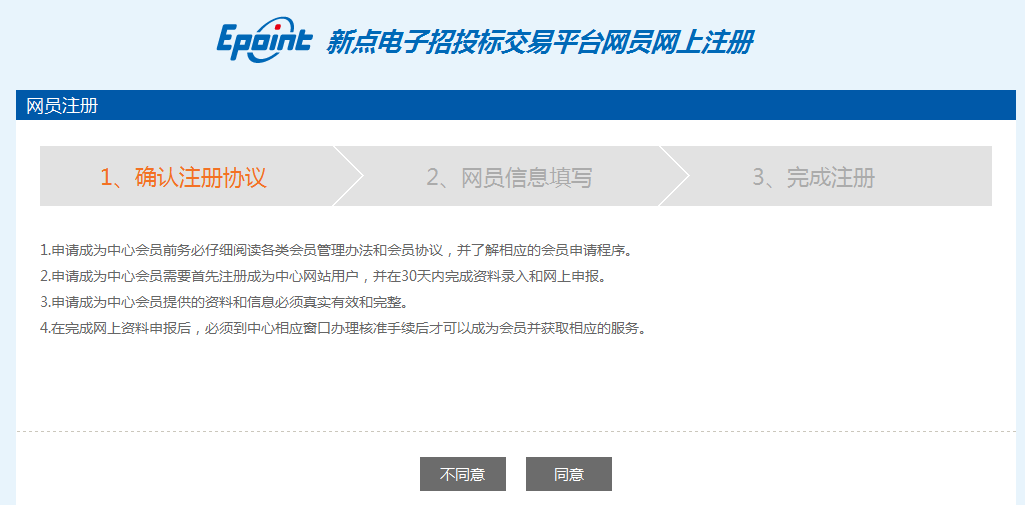 Epoint 新点电子招投标交易平台网员网上注册
网员注册
1、确认注册协议 2、网员信息填写 3、完成注册
1.申请成为中心会员前务必仔细阅读各类会员管理办法和会员协议，并了解相应的会员申请程序。
2.申请成为中心会员需要首先注册成为中心网站用户，并在30天内完成资料录入和网上申报。
3.申请成为中心会员提供的资料和信息必须真实有效和完整。
4.在完成网上资料申报后，必须到中心相应窗口办理核准手续后才可以成为会员并获取相应的服务。
不同意 同意